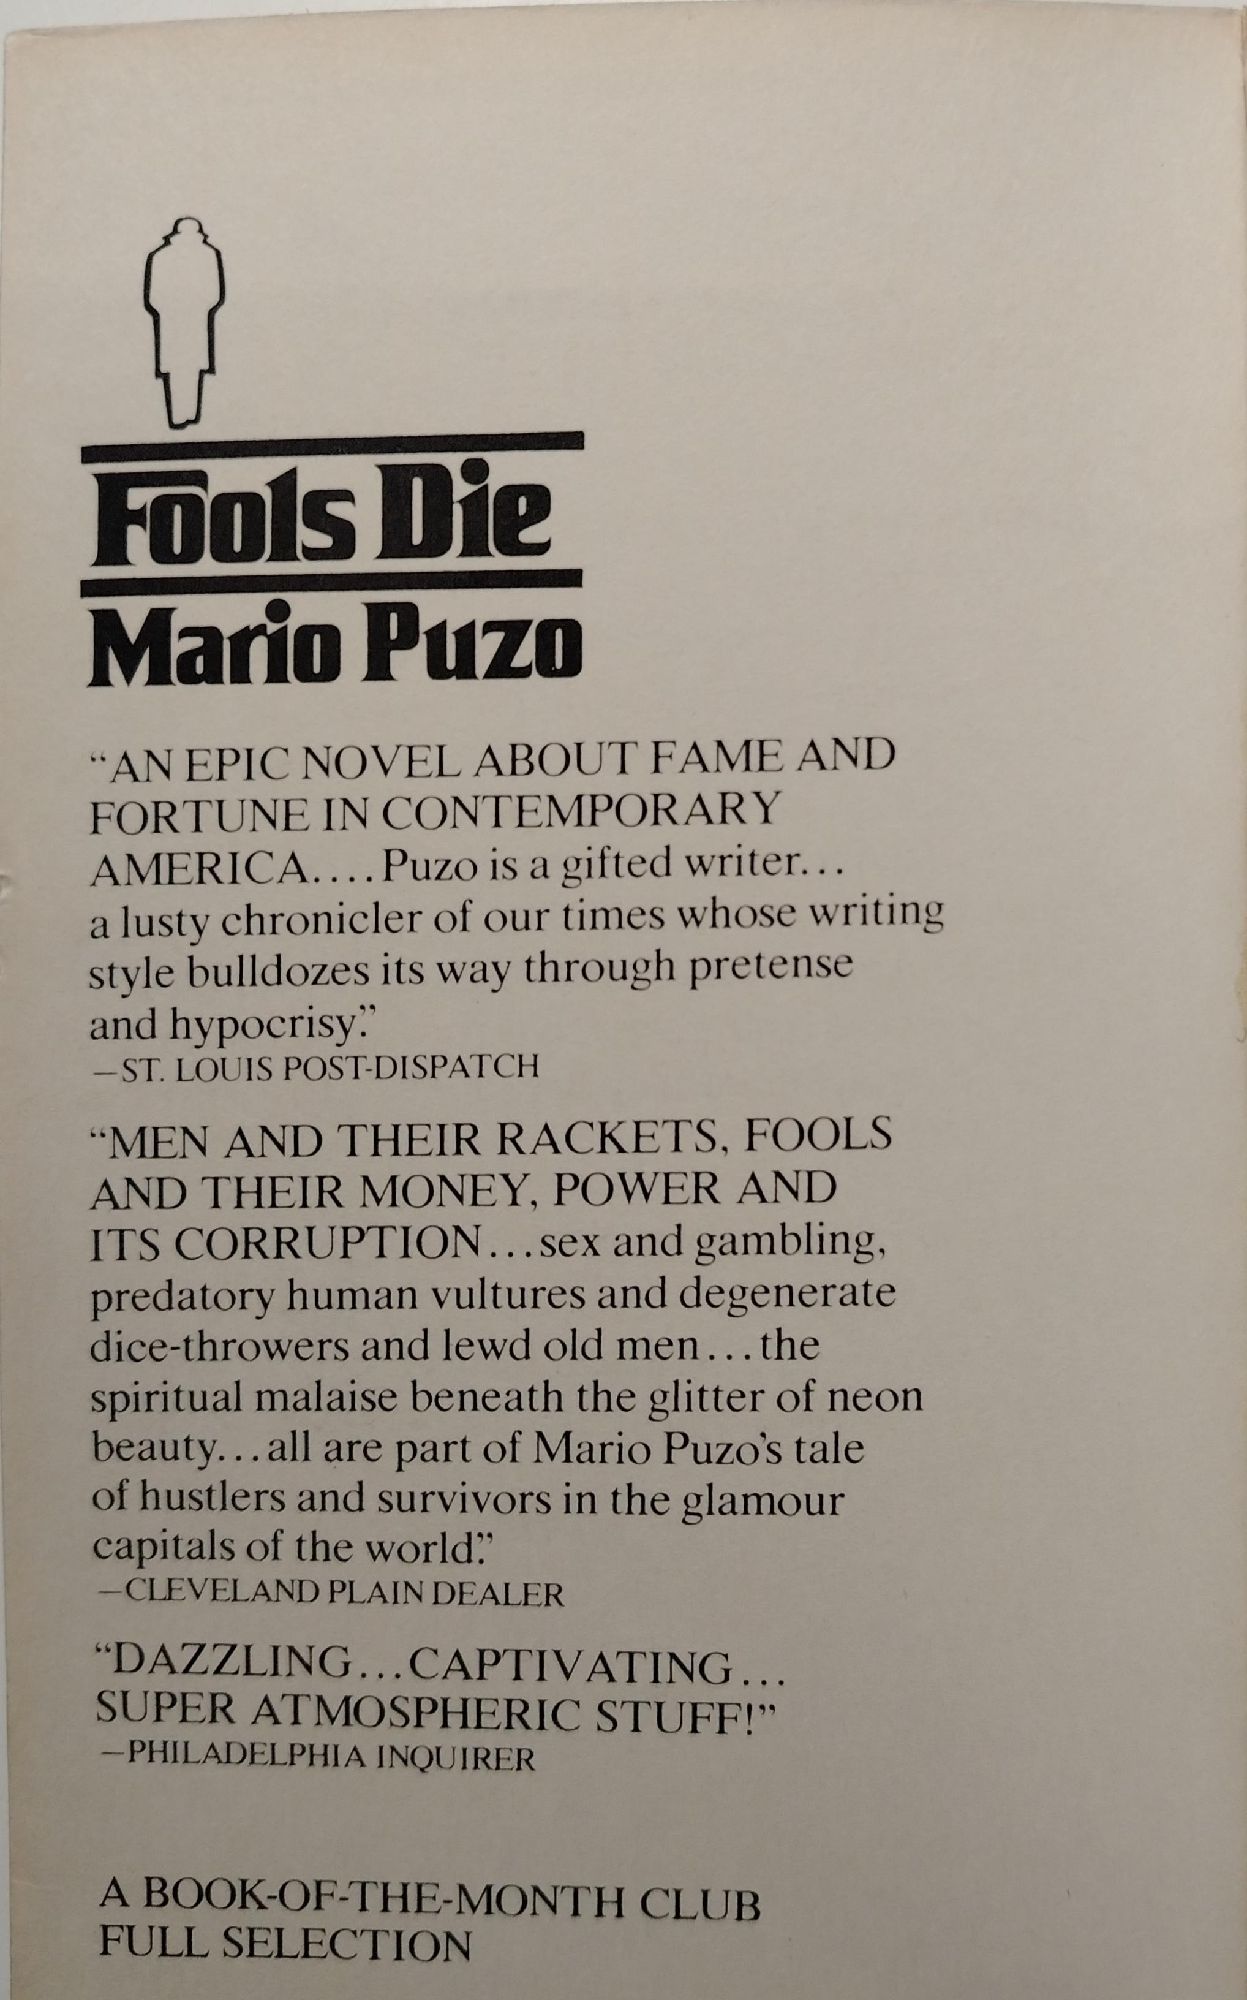 Fools Die
Mario Puzo
“AN EPIC NOVEL ABOUT FAME AND
FORTUNE IN CONTEMPORARY
AMERICA....Puzo is a gifted writer...
a lusty chronicler of our times whose writing
style bulldozes its way through pretense
and hypocrisy.”
—ST. LOUIS POST-DISPATCH
“MEN AND THEIR RACKETS, FOOLS
AND THEIR MONEY, POWER AND
ITS CORRUPTION...sex and gambling,
predatory human vultures and degenerate
dice-throwers and lewd old men...the
spiritual malaise beneath the glitter of neon
beauty...all are part of Mario Puzo’s tale
of hustlers and survivors in the glamour
capitals of the world.”
—CLEVELAND PLAIN DEALER
“DAZZLING...CAPTIVATING...
SUPER ATMOSPHERIC STUFF!”
—PHILADELPHIA INQUIRER
A BOOK-OF-THE-MONTH CLUB
FULL SELECTION